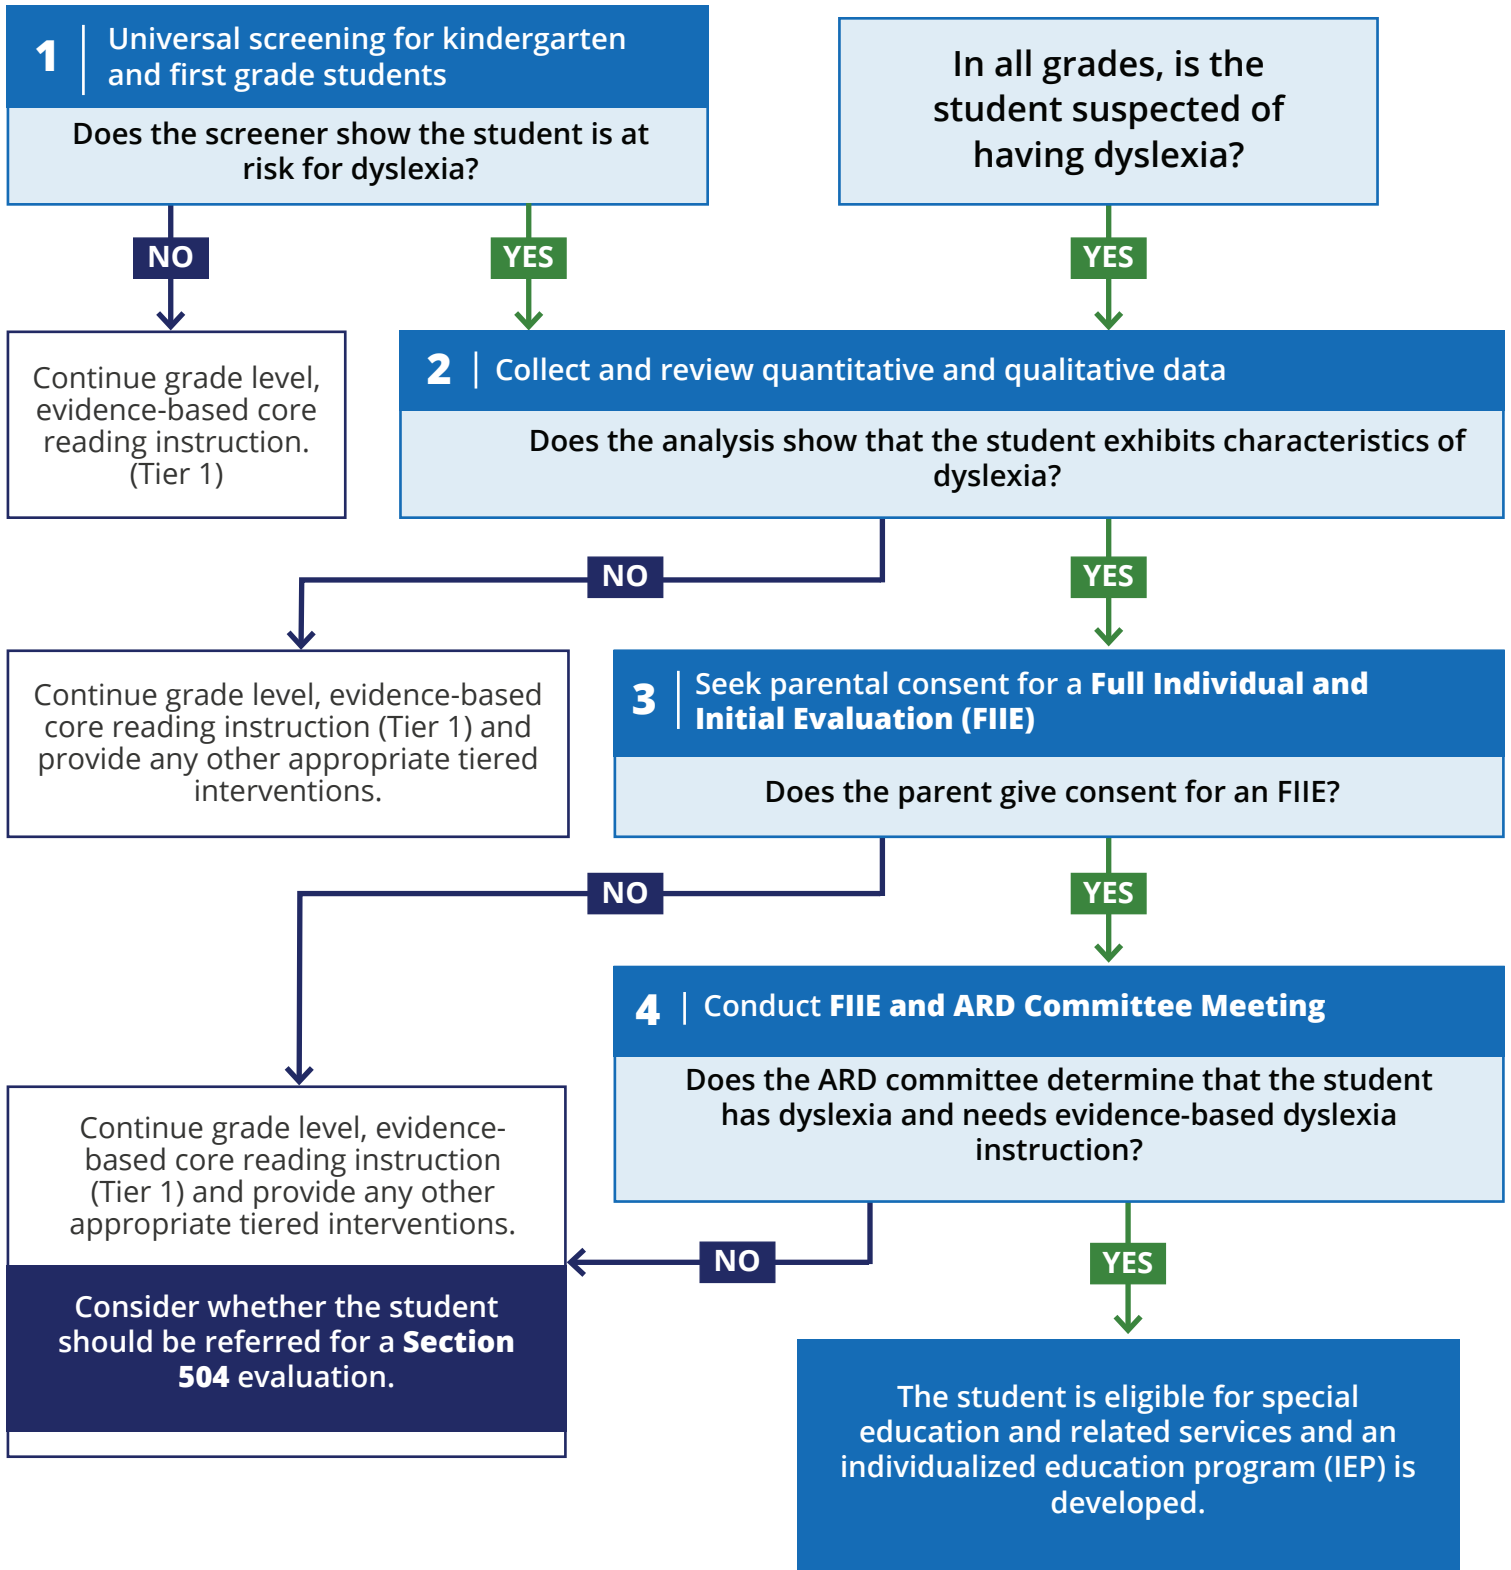 1
Universal screening for kindergarten
and first grade students
Does the screener show the student is at
risk for dyslexia?
In all grades, is the
student suspected of
having dyslexia?
NO
YES
YES
Continue grade level,
evidence-based core
reading instruction.
(Tier 1)
2 | Collect and review quantitative and qualitative data
Does the analysis show that the student exhibits characteristics of
dyslexia?
NO
YES
Continue grade level, evidence-based
core reading instruction (Tier 1) and
provide any other appropriate tiered
interventions.
3
Seek parental consent for a Full Individual and
Initial Evaluation (FIIE)
Does the parent give consent for an FIIE?
NO
YES
4 | Conduct FIIE and ARD Committee Meeting
Does the ARD committee determine that the student
has dyslexia and needs evidence-based dyslexia
instruction?
Continue grade level, evidence-
based core reading instruction
(Tier 1) and provide any other
appropriate tiered interventions.
NO
YES
Consider whether the student
should be referred for a Section
504 evaluation.
The student is eligible for special
education and related services and an
individualized education program (IEP) is
developed.